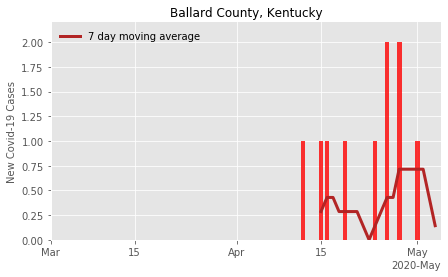 Ballard County, Kentucky
7 day moving average
New Covid-19 Cases
2.00
1.75
1.50
1.25
1.00
0.75
0.50
0.25
0.00
Mar
15
Apr
15
May
2020-May